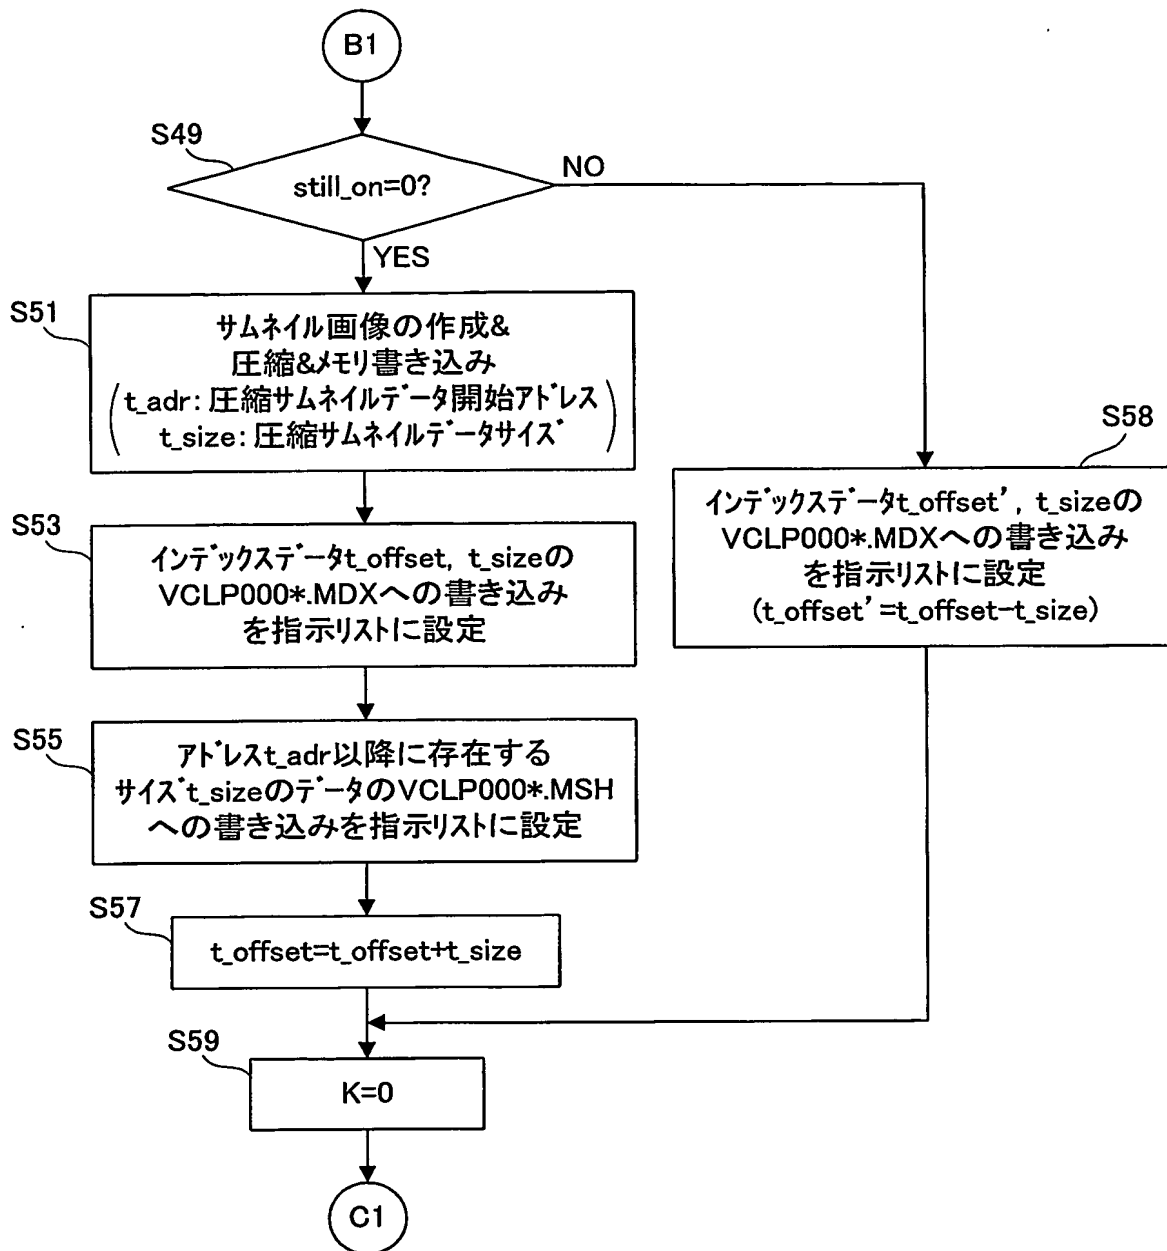 B1
S49
still_on=0?
NO
YES
S51
サムネイル画像の作成&
圧縮&メモリ書き込み
(t_adr: 圧縮サムネイルデータ開始アドレス
t_size: 圧縮サムネイルデータサイズ)
S53
インデックスデータt_offset, t_sizeの
VCLP000*.MDXへの書き込み
を指示リストに設定
S58
インデックスデータt_offset', t_sizeの
VCLP000*.MDXへの書き込み
を指示リストに設定
(t_offset'=t_offset-t_size)
S55
アドレスt_adr以降に存在する
サイズt_sizeのデータのVCLP000*.MSH
への書き込みを指示リストに設定
S57
t_offset=t_offset+t_size
S59
K=0
C1